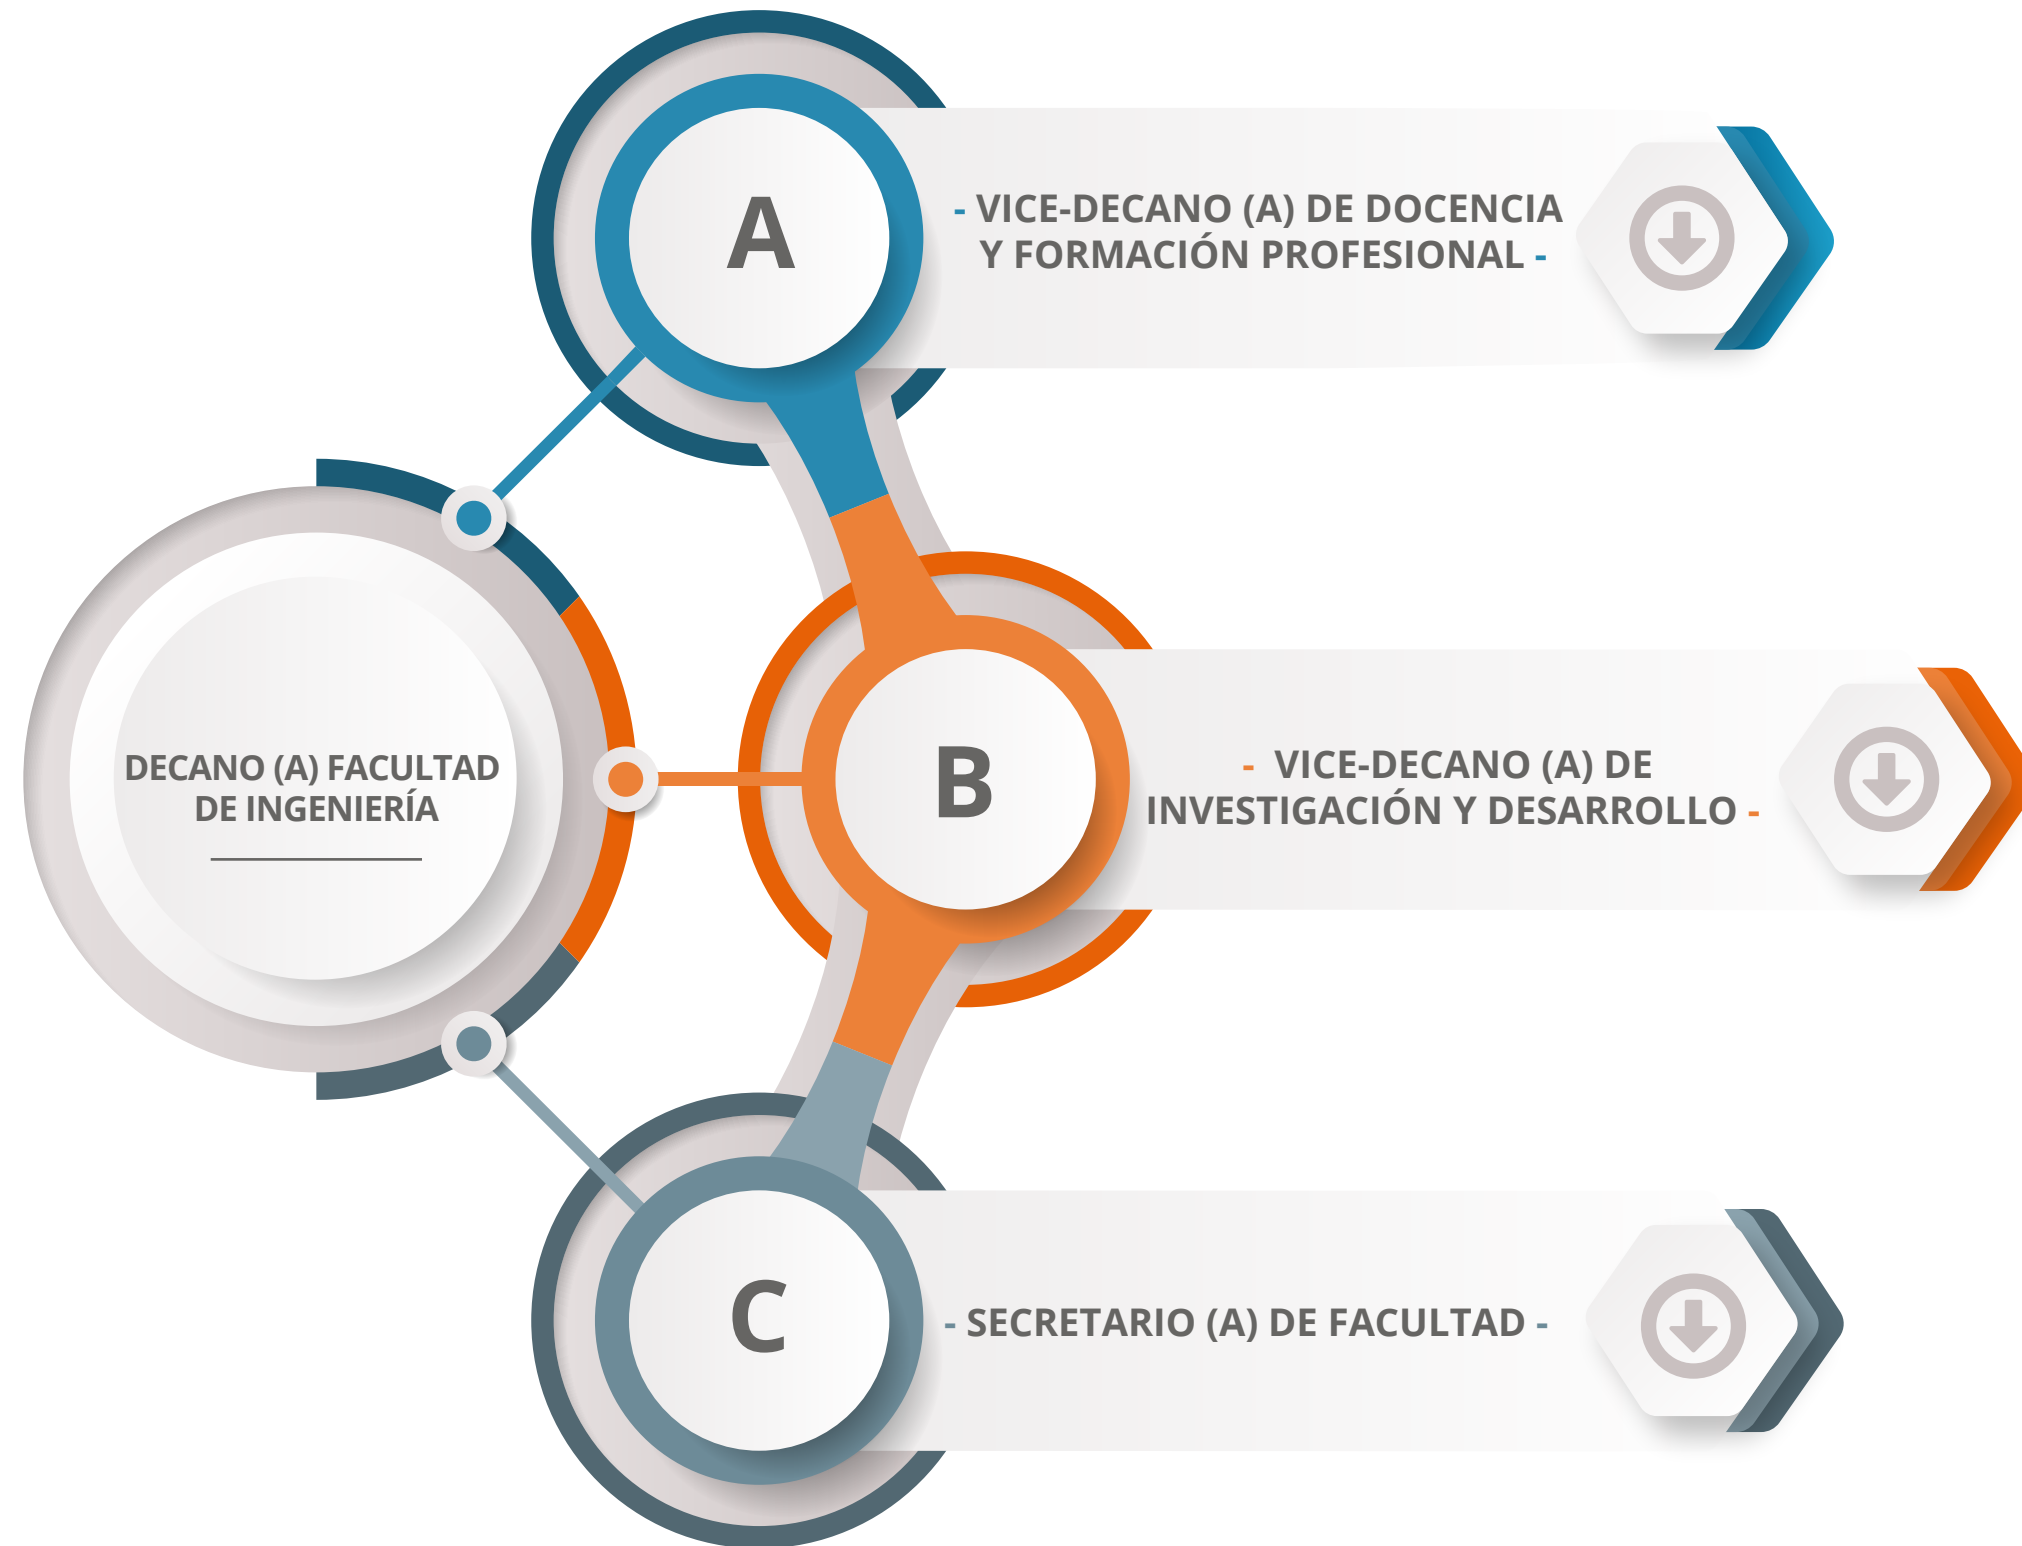 A
- VICE-DECANO (A) DE DOCENCIA
Y FORMACIÓN PROFESIONAL -
DECANO (A) FACULTAD
DE INGENIERÍA
B
- VICE-DECANO (A) DE
INVESTIGACIÓN Y DESARROLLO -
C
- SECRETARIO (A) DE FACULTAD -